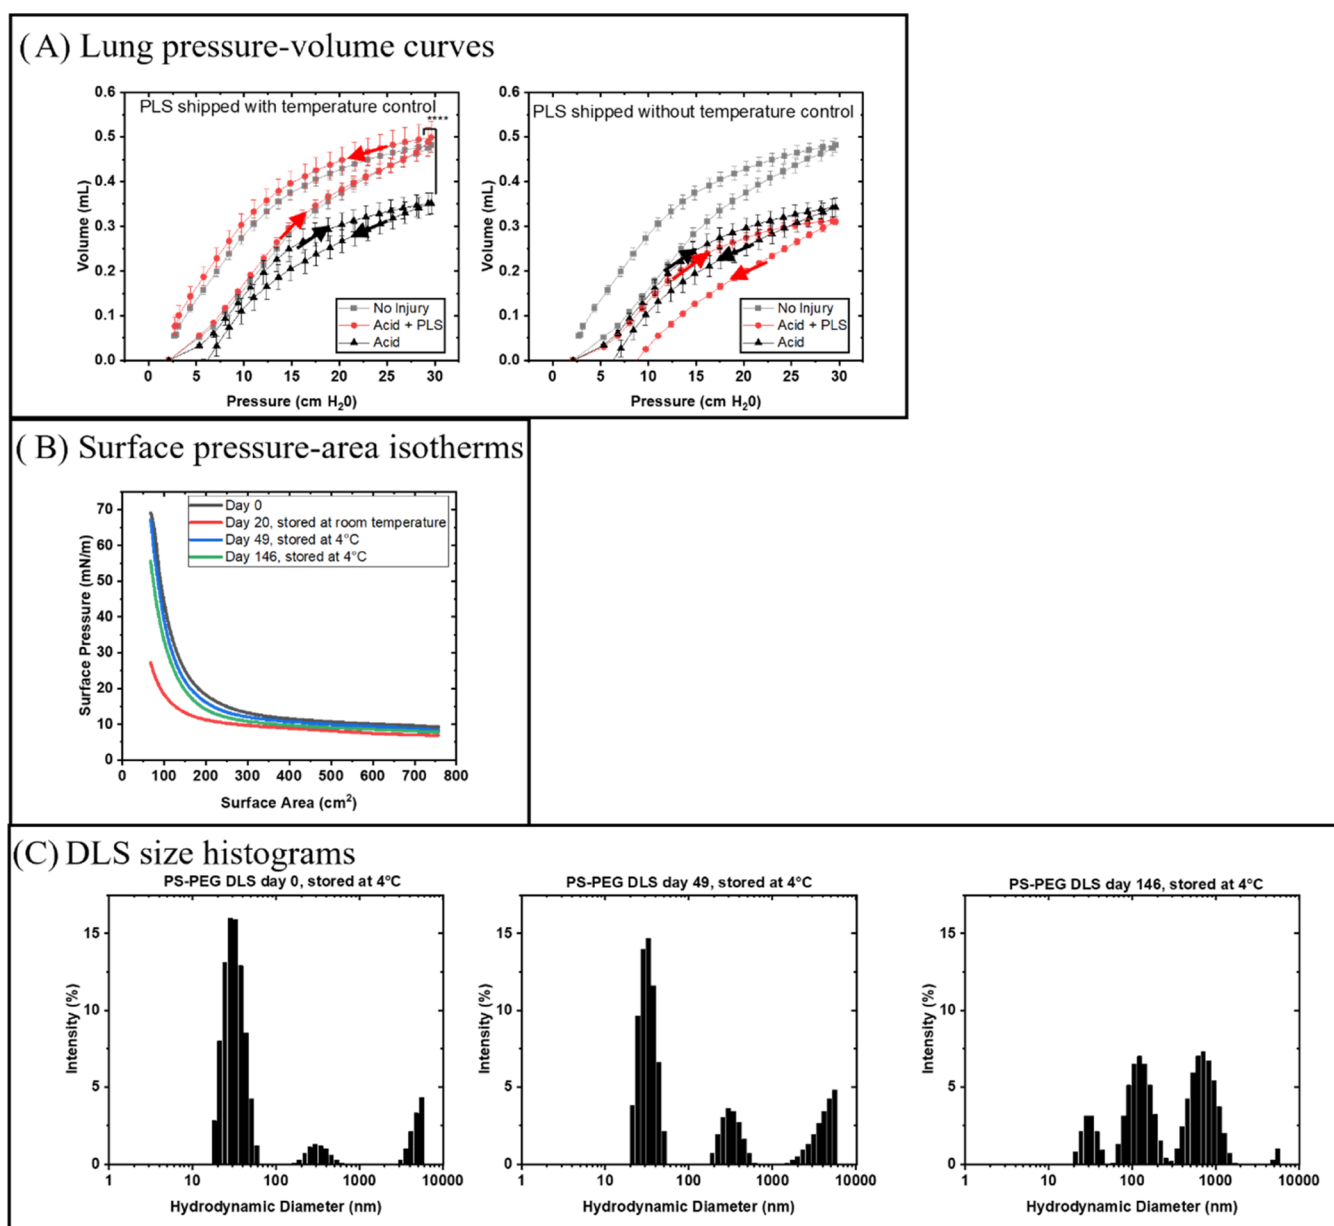 (A) Lung pressure-volume curves
PLS shipped with temperature control
****
Volume (mL)
0.6
0.5
0.4
0.3
0.2
0.1
0.0
No Injury
Acid + PLS
Acid
0 5 10 15 20 25 30
Pressure (cm H₂0)
PLS shipped without temperature control
Volume (mL)
0.6
0.5
0.4
0.3
0.2
0.1
0.0
No Injury
Acid + PLS
Acid
0 5 10 15 20 25 30
Pressure (cm H₂0)
(B) Surface pressure-area isotherms
Surface Pressure (mN/m)
70
60
50
40
30
20
10
0
Day 0
Day 20, stored at room temperature
Day 49, stored at 4°C
Day 146, stored at 4°C
0 100 200 300 400 500 600 700 800
Surface Area (cm²)
(C) DLS size histograms
PS-PEG DLS day 0, stored at 4°C
Intensity (%)
15
10
5
0
1 10 100 1000 10000
Hydrodynamic Diameter (nm)
PS-PEG DLS day 49, stored at 4°C
Intensity (%)
15
10
5
0
1 10 100 1000 10000
Hydrodynamic Diameter (nm)
PS-PEG DLS day 146, stored at 4°C
Intensity (%)
15
10
5
0
1 10 100 1000 10000
Hydrodynamic Diameter (nm)